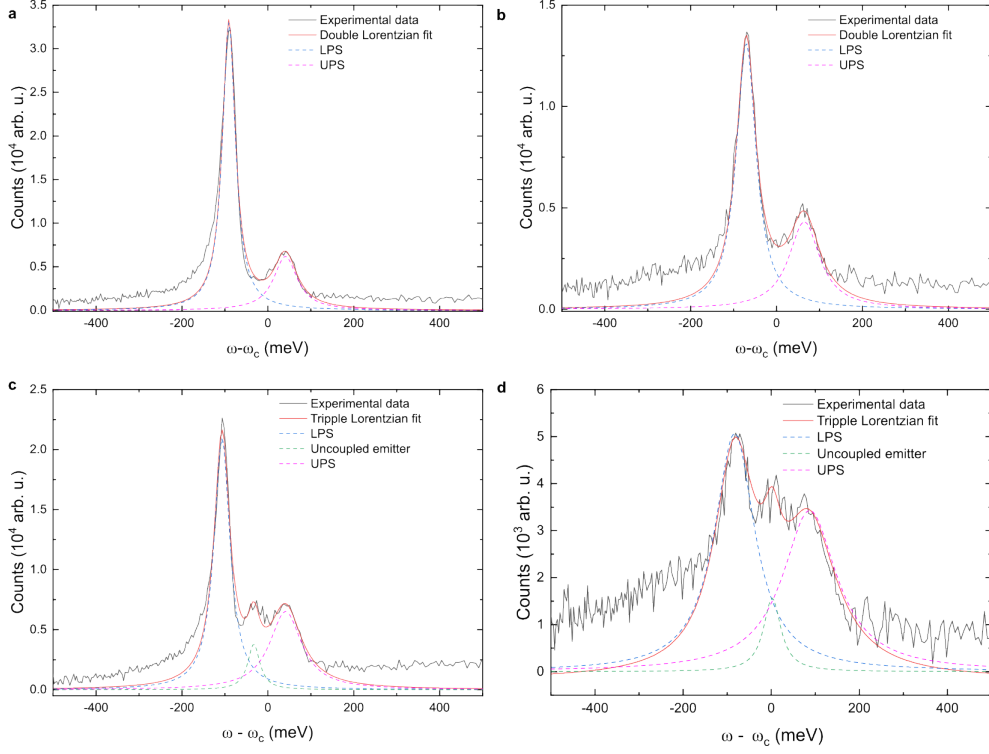 a
3.5
3.0
2.5
2.0
1.5
1.0
0.5
0.0
Counts (10⁴ arb. u.)
Experimental data
Double Lorentzian fit
LPS
UPS
-400 -200 0 200 400
ω-ω_c (meV)
b
1.5
1.0
0.5
0.0
Counts (10⁴ arb. u.)
Experimental data
Double Lorentzian fit
LPS
UPS
-400 -200 0 200 400
ω-ω_c (meV)
c
2.5
2.0
1.5
1.0
0.5
0.0
Counts (10⁴ arb. u.)
Experimental data
Tripple Lorentzian fit
LPS
Uncoupled emitter
UPS
-400 -200 0 200 400
ω - ω_c (meV)
d
6
5
4
3
2
1
0
Counts (10³ arb. u.)
Experimental data
Tripple Lorentzian fit
LPS
Uncoupled emitter
UPS
-400 -200 0 200 400
ω - ω_c (meV)